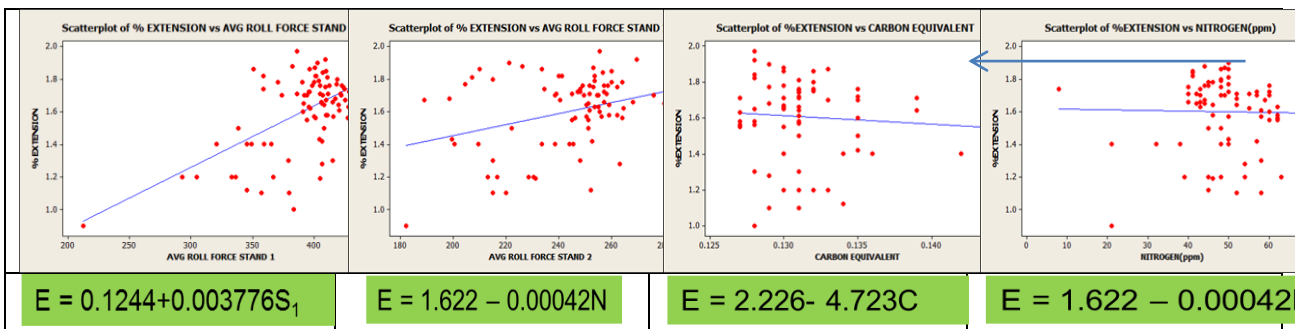 Scatterplot of % EXTENSION vs AVG ROLL FORCE STAND
2.0
1.8
1.6
1.4
1.2
1.0
% EXTENSION
200 250 300 350 400
AVG ROLL FORCE STAND 1
E = 0.1244+0.003776S₁
Scatterplot of % EXTENSION vs AVG ROLL FORCE STAND
2.0
1.8
1.6
1.4
1.2
1.0
% EXTENSION
180 200 220 240 260
AVG ROLL FORCE STAND 2
E = 1.622 – 0.00042N
Scatterplot of %EXTENSION vs CARBON EQUIVALENT
2.0
1.8
1.6
1.4
1.2
1.0
%EXTENSION
0.125 0.130 0.135 0.140
CARBON EQUIVALENT
E = 2.226- 4.723C
Scatterplot of %EXTENSION vs NITROGEN(ppm)
2.0
1.8
1.6
1.4
1.2
1.0
%EXTENSION
0 10 20 30 40 50 60
NITROGEN(ppm)
E = 1.622 – 0.00042